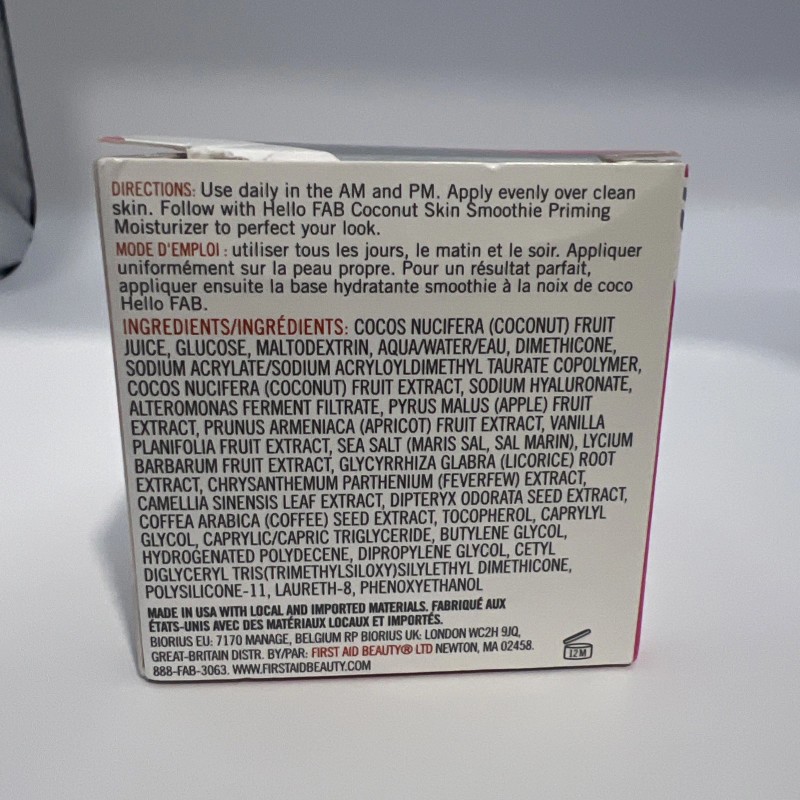 DIRECTIONS: Use daily in the AM and PM. Apply evenly over clean
skin. Follow with Hello FAB Coconut Skin Smoothie Priming
Moisturizer to perfect your look.
MODE D'EMPLOI : utiliser tous les jours, le matin et le soir. Appliquer
uniformément sur la peau propre. Pour un résultat parfait,
appliquer ensuite la base hydratante smoothie à la noix de coco
Hello FAB.
INGREDIENTS/INGRÉDIENTS: COCOS NUCIFERA (COCONUT) FRUIT
JUICE, GLUCOSE, MALTODEXTRIN, AQUA/WATER/EAU, DIMETHICONE,
SODIUM ACRYLATE/SODIUM ACRYLOYLDIMETHYL TAURATE COPOLYMER,
COCOS NUCIFERA (COCONUT) FRUIT EXTRACT, SODIUM HYALURONATE,
ALTEROMONAS FERMENT FILTRATE, PYRUS MALUS (APPLE) FRUIT
EXTRACT, PRUNUS ARMENIACA (APRICOT) FRUIT EXTRACT, VANILLA
PLANIFOLIA FRUIT EXTRACT, SEA SALT (MARIS SAL, SAL MARIN), LYCIUM
BARBARUM FRUIT EXTRACT, GLYCYRRHIZA GLABRA (LICORICE) ROOT
EXTRACT, CHRYSANTHEMUM PARTHENIUM (FEVERFEW) EXTRACT,
CAMELLIA SINENSIS LEAF EXTRACT, DIPTERYX ODORATA SEED EXTRACT,
COFFEA ARABICA (COFFEE) SEED EXTRACT, TOCOPHEROL, CAPRYLYL
GLYCOL, CAPRYLIC/CAPRIC TRIGLYCERIDE, BUTYLENE GLYCOL,
HYDROGENATED POLYDECENE, DIPROPYLENE GLYCOL, CETYL
DIGLYCERYL TRIS(TRIMETHYLSILOXY)SILYLETHYL DIMETHICONE,
POLYSILICONE-11, LAURETH-8, PHENOXYETHANOL
MADE IN USA WITH LOCAL AND IMPORTED MATERIALS. FABRIQUÉ AUX
ÉTATS-UNIS AVEC DES MATÉRIAUX LOCAUX ET IMPORTÉS.
BIORIUS EU: 7170 MANAGE, BELGIUM RP BIORIUS UK: LONDON WC2H 9JQ,
GREAT-BRITAIN DISTR. BY/PAR: FIRST AID BEAUTY® LTD NEWTON, MA 02458.
888-FAB-3063. WWW.FIRSTAIDBEAUTY.COM
12M